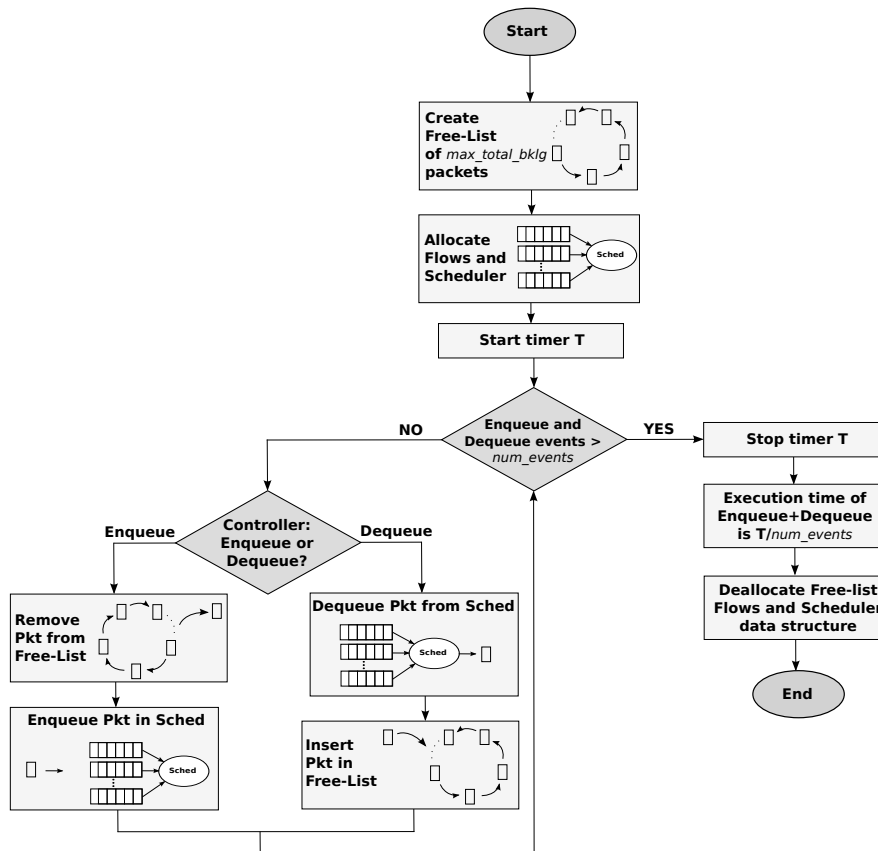 Start
Create
Free-List
of max_total_bklg
packets
Allocate
Flows and
Scheduler
Sched
Start timer T
Enqueue and
Dequeue events >
num_events
NO
YES
Stop timer T
Execution time of
Enqueue+Dequeue
is T/num_events
Deallocate Free-list
Flows and Scheduler
data structure
End
Controller:
Enqueue or
Dequeue?
Enqueue
Dequeue
Remove
Pkt from
Free-List
Enqueue Pkt in Sched
Sched
Dequeue Pkt from Sched
Sched
Insert
Pkt in
Free-List